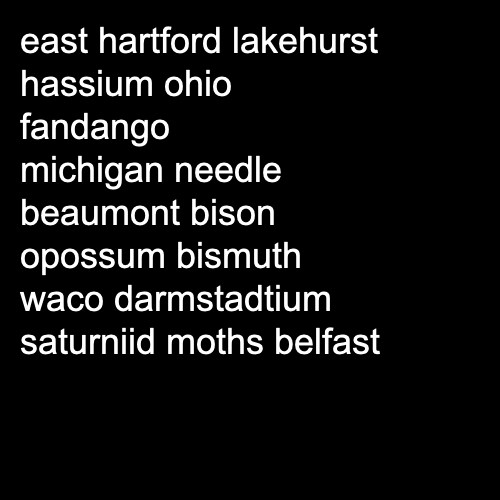 east hartford lakehurst
hassium ohio
fandango
michigan needle
beaumont bison
opossum bismuth
waco darmstadtium
saturniid moths belfast